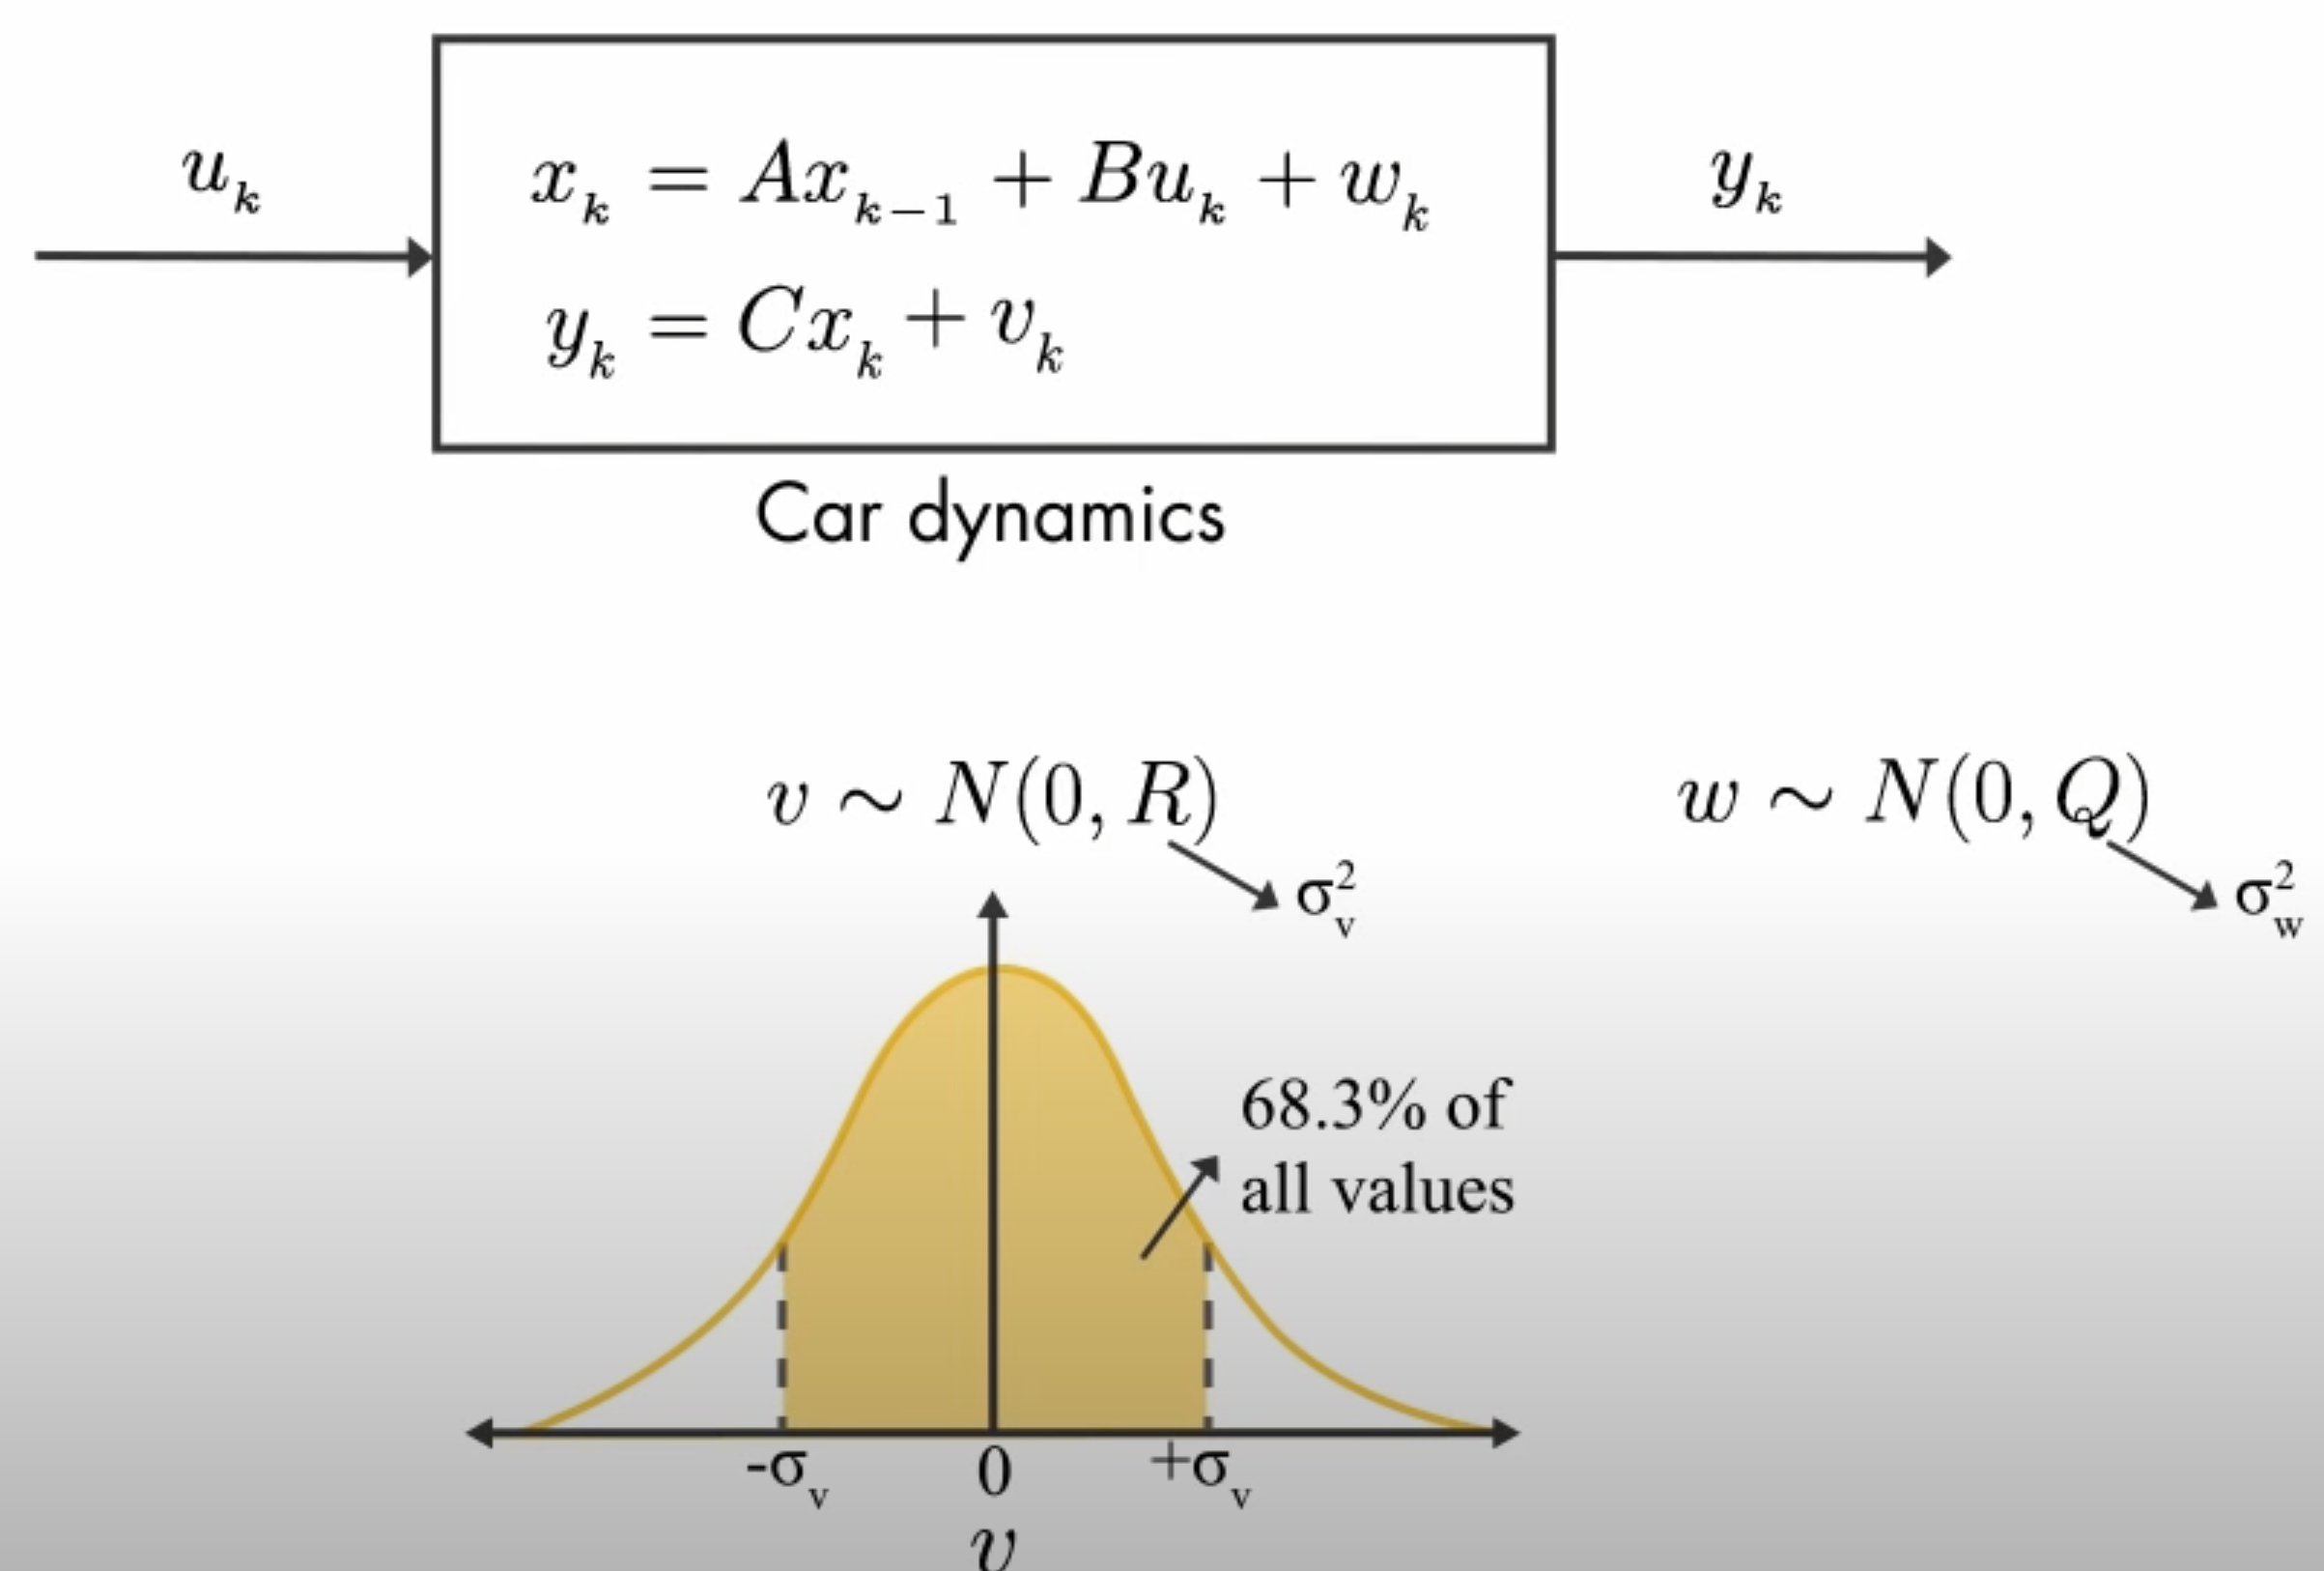 u_k
x_k = Ax_{k-1} + Bu_k + w_k
y_k
y_k = Cx_k + v_k
Car dynamics
v ~ N(0, R)
w ~ N(0, Q)
σ_v^2
σ_w^2
68.3% of
all values
-σ_v
0
+σ_v
v